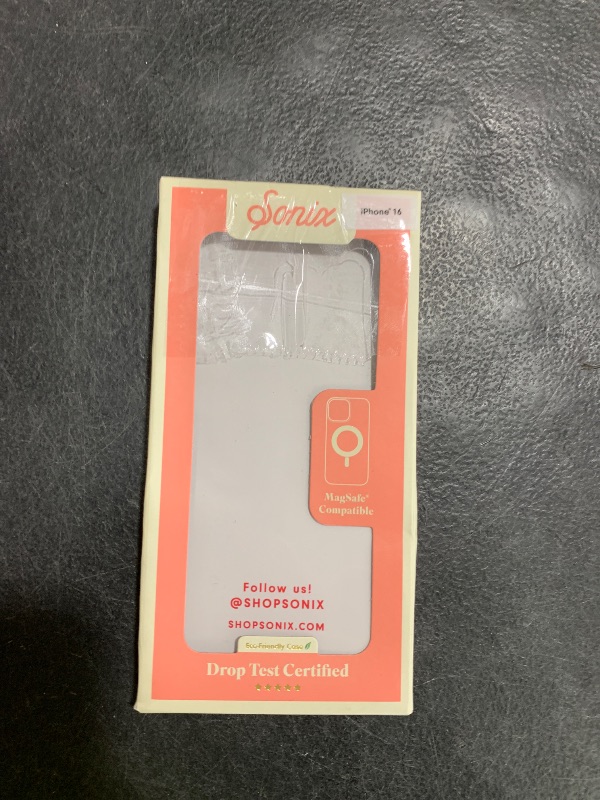 Sonix
iPhone® 16
MagSafe®
Compatible
Follow us!
@SHOPSONIX
SHOPSONIX.COM
Eco-Friendly Case
Drop Test Certified